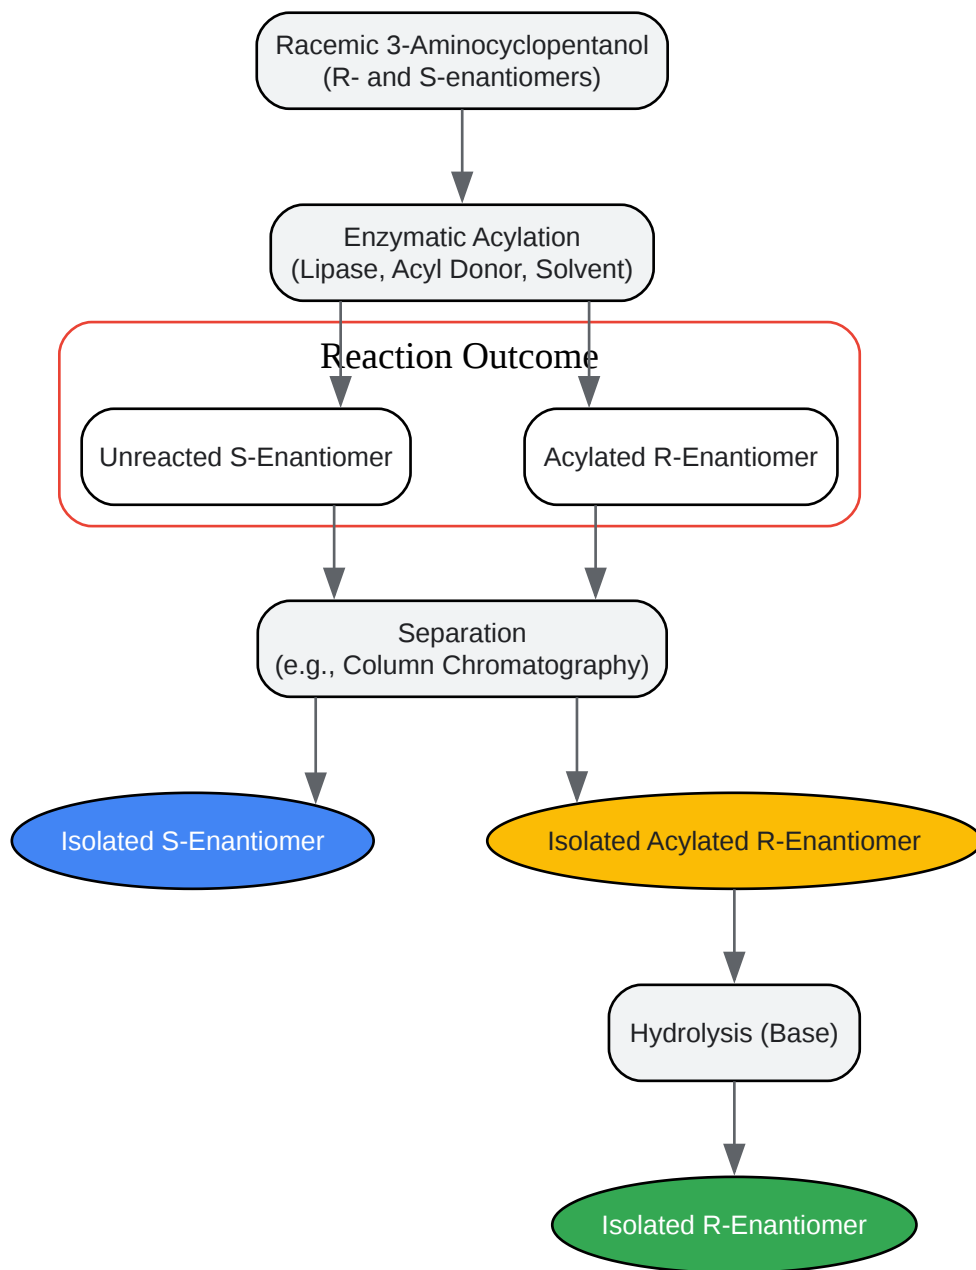 Racemic 3-Aminocyclopentanol
(R- and S-enantiomers)
Enzymatic Acylation
(Lipase, Acyl Donor, Solvent)
Reaction Outcome
Unreacted S-Enantiomer
Acylated R-Enantiomer
Separation
(e.g., Column Chromatography)
Isolated S-Enantiomer
Isolated Acylated R-Enantiomer
Hydrolysis (Base)
Isolated R-Enantiomer